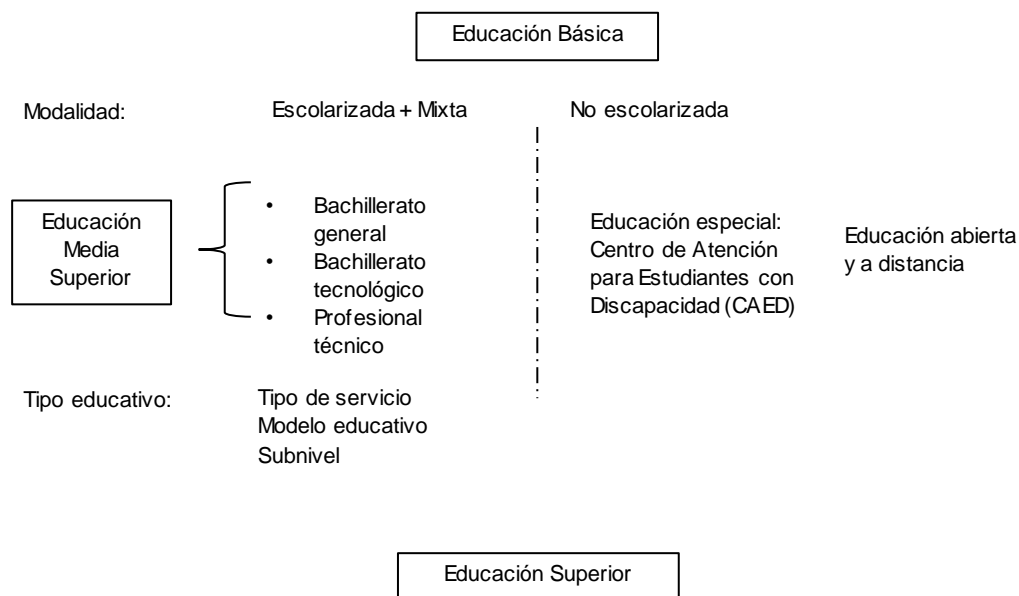 Educación Básica
Modalidad:
Escolarizada + Mixta
No escolarizada
Educación
Media
Superior
• Bachillerato
general
• Bachillerato
tecnológico
• Profesional
técnico
Educación especial:
Centro de Atención
para Estudiantes con
Discapacidad (CAED)
Educación abierta
y a distancia
Tipo educativo:
Tipo de servicio
Modelo educativo
Subnivel
Educación Superior